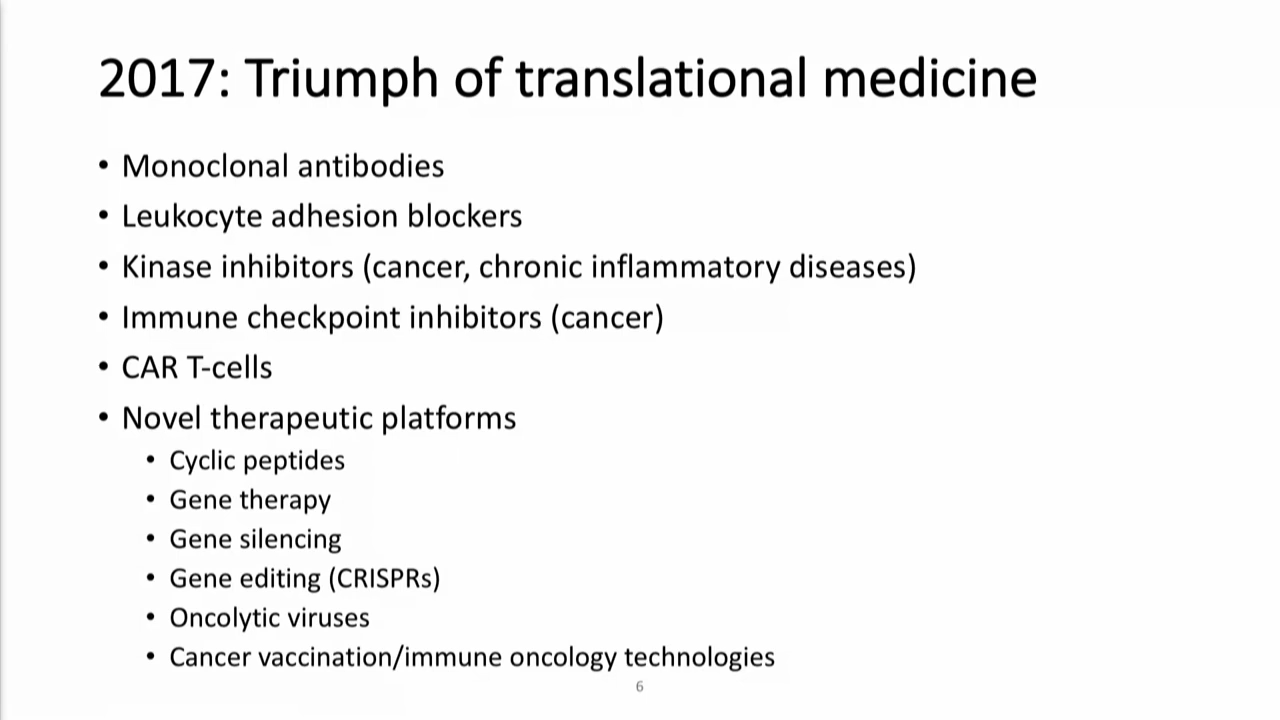 2017: Triumph of translational medicine
• Monoclonal antibodies
• Leukocyte adhesion blockers
• Kinase inhibitors (cancer, chronic inflammatory diseases)
• Immune checkpoint inhibitors (cancer)
• CAR T-cells
• Novel therapeutic platforms
• Cyclic peptides
• Gene therapy
• Gene silencing
• Gene editing (CRISPRs)
• Oncolytic viruses
• Cancer vaccination/immune oncology technologies
6